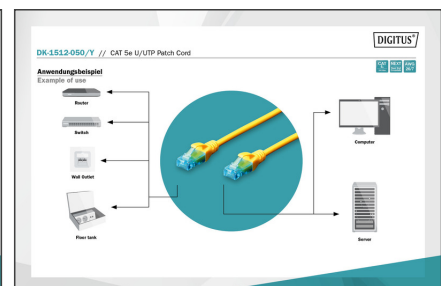 DIGITUS®
DK-1512-050/Y // CAT 5e U/UTP Patch Cord
Anwendungsbeispiel
Example of use
Router
Switch
Wall Outlet
Floor tank
Computer
Server